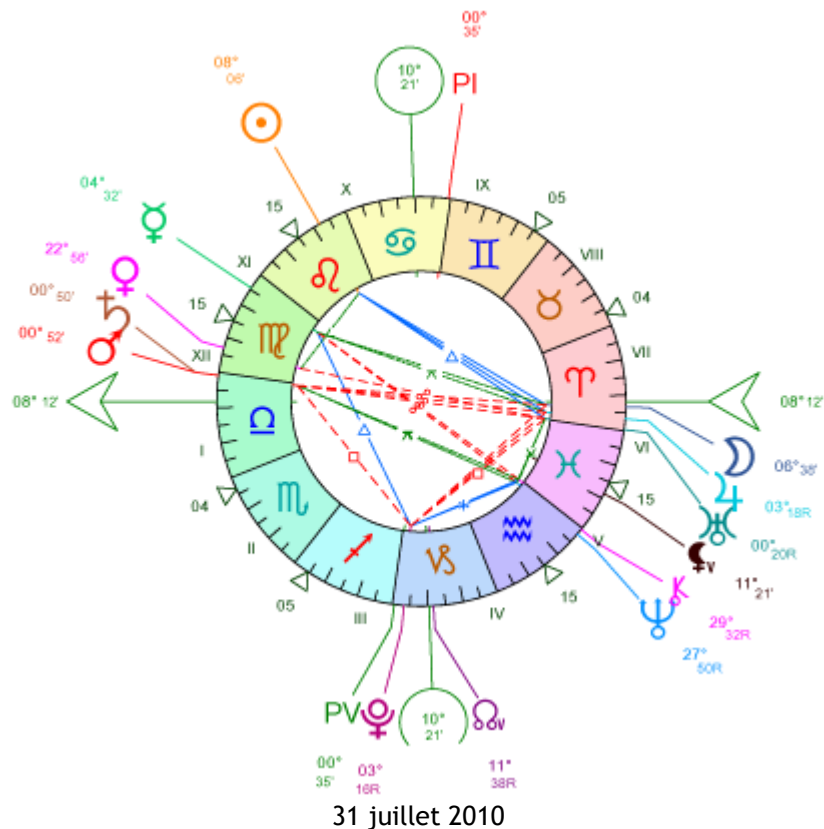 00°
35'
08°
06'
10°
21'
PI
IX
X
05
15
VIII
04°
32'
XI
04
22°
56'
15
VII
00°
50'
00°
52'
XII
08° 12'
08° 12'
I
VI
06°
38'
04
15
03°
18R
II
V
00°
20R
05
15
11°
21'
III
IV
29°
32R
27°
50R
PV
10°
21'
00°
35'
03°
16R
11°
38R
31 juillet 2010